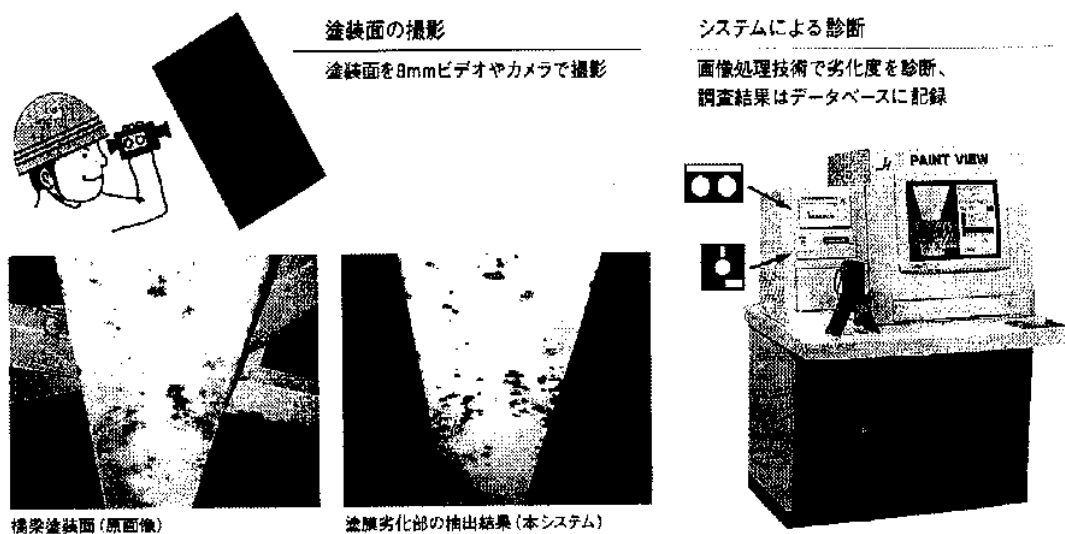 塗装面の撮影
塗装面を8mmビデオやカメラで撮影
システムによる診断
画像処理技術で劣化度を診断、
調査結果はデータベースに記録
PAINT VIEW
橋梁塗装面(原画像)
塗膜劣化部の抽出結果(本システム)